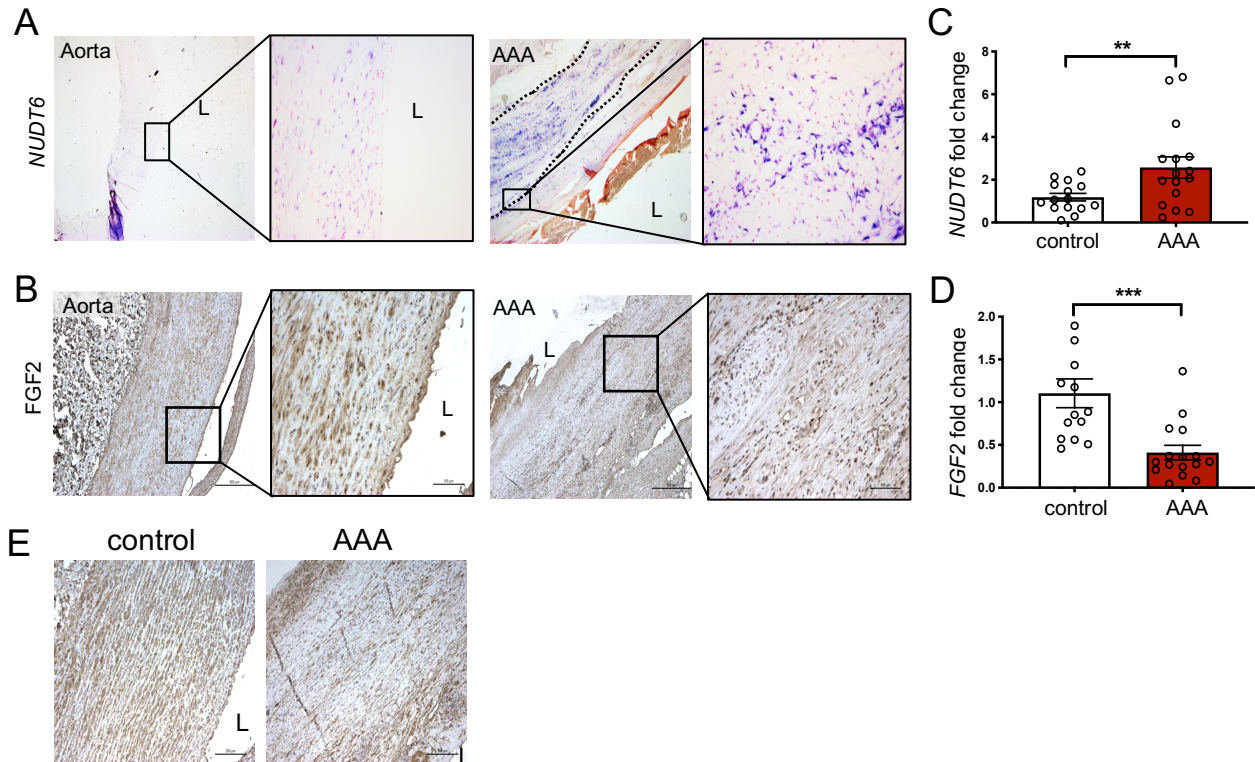 A
Aorta
L
L
NUDT6
AAA
L
C
NUDT6 fold change
8
6
4
2
0
**
control
AAA
B
Aorta
L
FGF2
AAA
L
D
FGF2 fold change
2.0
1.5
1.0
0.5
0.0
***
control
AAA
E
control
AAA
L
L